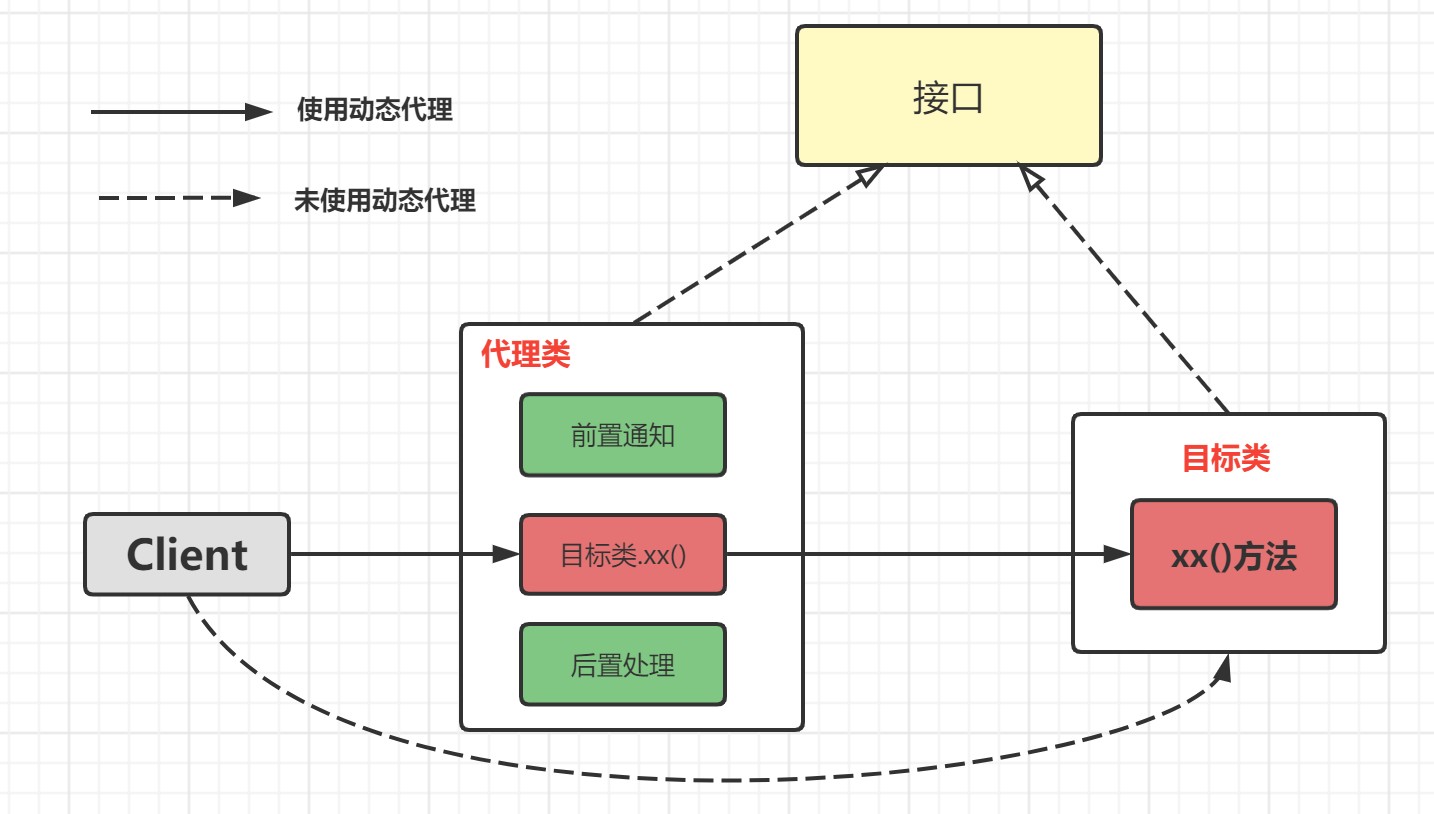 接口
使用动态代理
未使用动态代理
代理类
前置通知
目标类
Client
目标类.xx()
xx()方法
后置处理